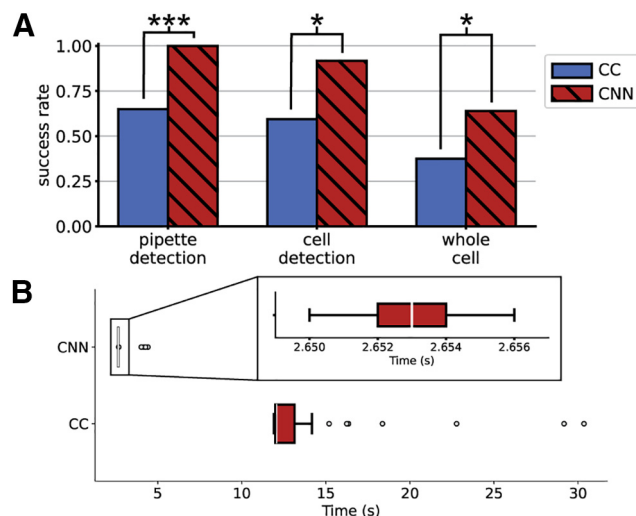 A
***
*
*
1.00
0.75
0.50
0.25
0.00
success rate
CC
CNN
pipette
detection
cell
detection
whole
cell
B
CNN
CC
2.650
2.652
2.654
2.656
Time (s)
5
10
15
20
25
30
Time (s)